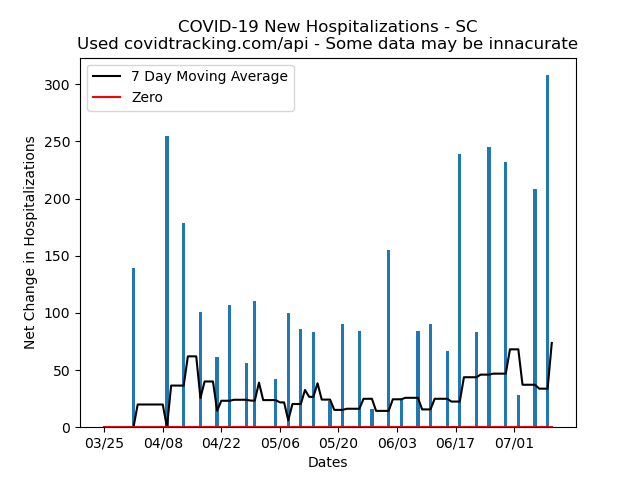 COVID-19 New Hospitalizations - SC
Used covidtracking.com/api - Some data may be innacurate
7 Day Moving Average
Zero
Net Change in Hospitalizations
300
250
200
150
100
50
0
03/25 04/08 04/22 05/06 05/20 06/03 06/17 07/01
Dates